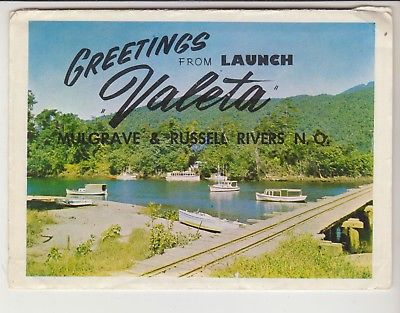 GREETINGS
FROM LAUNCH
"Valeta"
MULGRAVE & RUSSELL RIVERS N.Q.